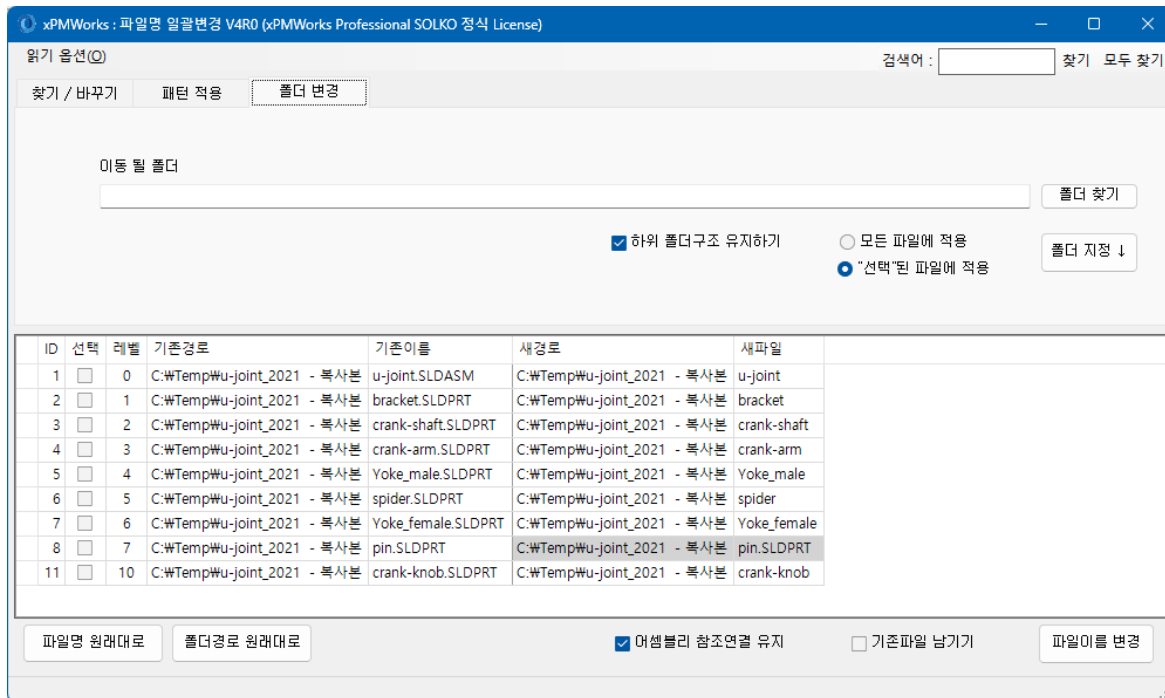 xPMWorks : 파일명 일괄변경 V4R0 (xPMWorks Professional SOLKO 정식 License)
읽기 옵션(O) 검색어 : 찾기 모두 찾기
찾기 / 바꾸기 패턴 적용 폴더 변경
이동 될 폴더
폴더 찾기
하위 폴더구조 유지하기 모든 파일에 적용 폴더 지정 ↓
"선택"된 파일에 적용
ID 선택 레벨 기존경로 기존이름 새경로 새파일
1 0 C:₩Temp₩u-joint_2021 - 복사본 u-joint.SLDASM C:₩Temp₩u-joint_2021 - 복사본 u-joint
2 1 C:₩Temp₩u-joint_2021 - 복사본 bracket.SLDPRT C:₩Temp₩u-joint_2021 - 복사본 bracket
3 2 C:₩Temp₩u-joint_2021 - 복사본 crank-shaft.SLDPRT C:₩Temp₩u-joint_2021 - 복사본 crank-shaft
4 3 C:₩Temp₩u-joint_2021 - 복사본 crank-arm.SLDPRT C:₩Temp₩u-joint_2021 - 복사본 crank-arm
5 4 C:₩Temp₩u-joint_2021 - 복사본 Yoke_male.SLDPRT C:₩Temp₩u-joint_2021 - 복사본 Yoke_male
6 5 C:₩Temp₩u-joint_2021 - 복사본 spider.SLDPRT C:₩Temp₩u-joint_2021 - 복사본 spider
7 6 C:₩Temp₩u-joint_2021 - 복사본 Yoke_female.SLDPRT C:₩Temp₩u-joint_2021 - 복사본 Yoke_female
8 7 C:₩Temp₩u-joint_2021 - 복사본 pin.SLDPRT C:₩Temp₩u-joint_2021 - 복사본 pin.SLDPRT
11 10 C:₩Temp₩u-joint_2021 - 복사본 crank-knob.SLDPRT C:₩Temp₩u-joint_2021 - 복사본 crank-knob
파일명 원래대로 폴더경로 원래대로 어셈블리 참조연결 유지 기존파일 남기기 파일이름 변경